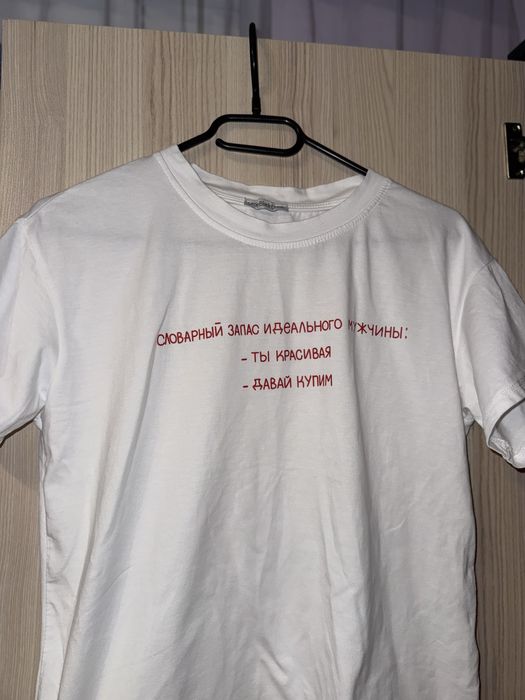 СЛОВАРНЫЙ ЗАПАС ИДЕАЛЬНОГО МУЖЧИНЫ:
- ТЫ КРАСИВАЯ
- ДАВАЙ КУПИМ